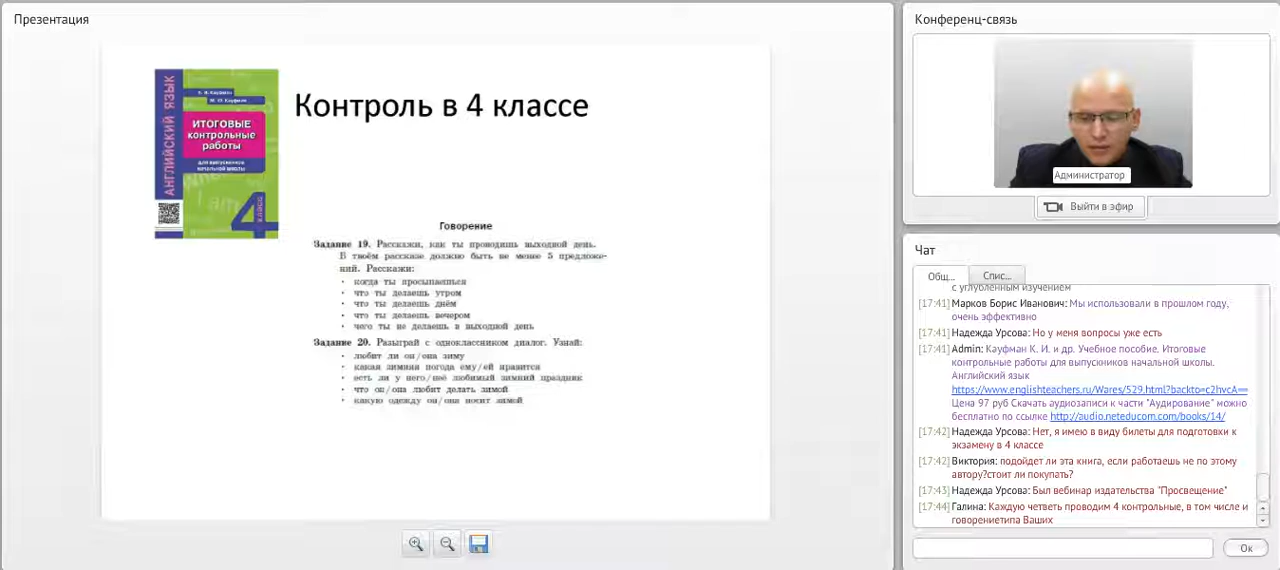 Презентация
АНГЛИЙСКИЙ ЯЗЫК
К. И. Кауфман
М. Ю. Кауфман
ИТОГОВЫЕ
контрольные
работы
для выпускников
начальной школы
4
КЛАСС
Контроль в 4 классе
Говорение
Задание 19. Расскажи, как ты проводишь выходной день.
В твоём рассказе должно быть не менее 5 предложе-
ний. Расскажи:
• когда ты просыпаешься
• что ты делаешь утром
• что ты делаешь днём
• что ты делаешь вечером
• чего ты не делаешь в выходной день
Задание 20. Разыграй с одноклассником диалог. Узнай:
• любит ли он/она зиму
• какая зимняя погода ему/ей нравится
• есть ли у него/неё любимый зимний праздник
• что он/она любит делать зимой
• какую одежду он/она носит зимой
Конференц-связь
Администратор
Выйти в эфир
Чат
Общ...
Спис...
с углубленным изучением
[17:41] Марков Борис Иванович: Мы использовали в прошлом году,
очень эффективно
[17:41] Надежда Урсова: Но у меня вопросы уже есть
[17:41] Admin: Кауфман К. И. и др. Учебное пособие. Итоговые
контрольные работы для выпускников начальной школы.
Английский язык
https://www.englishteachers.ru/Wares/529.html?backto=c2hvcA==
Цена 97 руб Скачать аудиозаписи к части "Аудирование" можно
бесплатно по ссылке http://audio.neteducom.com/books/14/
[17:42] Надежда Урсова: Нет, я имею в виду билеты для подготовки к
экзамену в 4 классе
[17:42] Виктория: подойдет ли эта книга, если работаешь не по этому
автору?стоит ли покупать?
[17:43] Надежда Урсова: Был вебинар издательства "Просвещение"
[17:44] Галина: Каждую четверть проводим 4 контрольные, в том числе и
говорениетипа Ваших
Ок